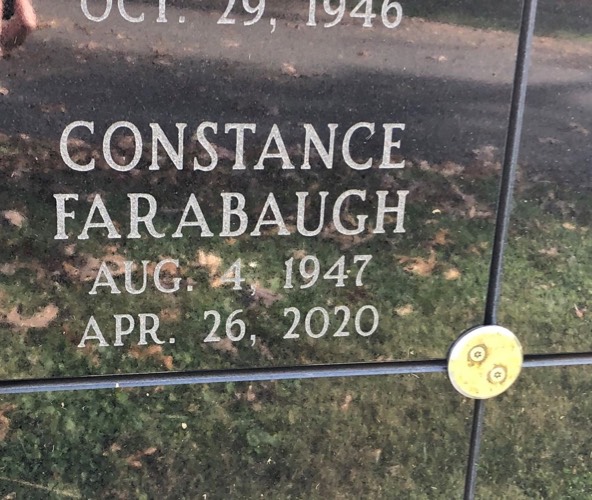 OCT. 29, 1946
CONSTANCE
FARABAUGH
AUG. 4, 1947
APR. 26, 2020